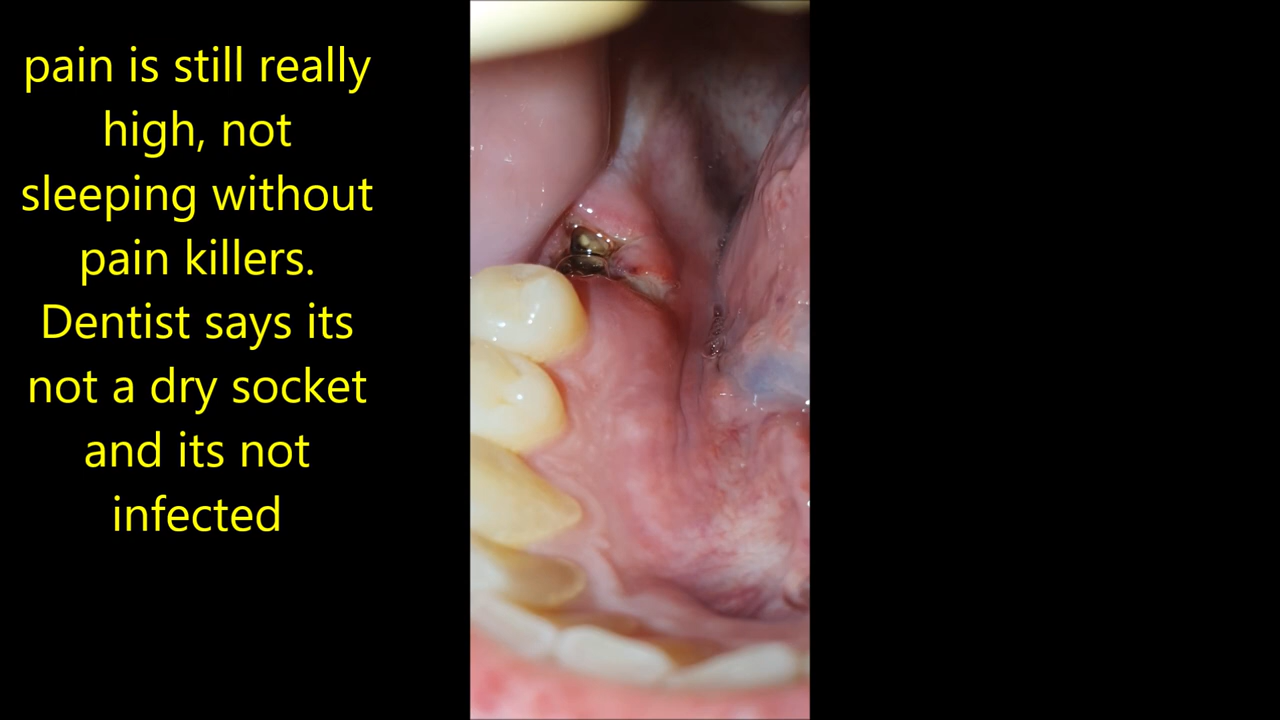 pain is still really
high, not
sleeping without
pain killers.
Dentist says its
not a dry socket
and its not
infected